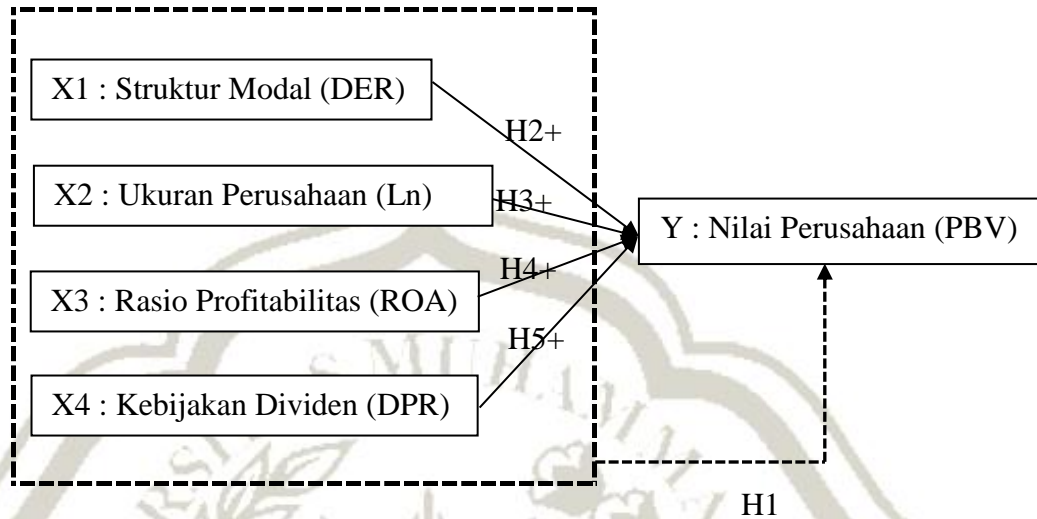 X1 : Struktur Modal (DER)
H2+
X2 : Ukuran Perusahaan (Ln)
H3+
Y : Nilai Perusahaan (PBV)
H4+
X3 : Rasio Profitabilitas (ROA)
H5+
X4 : Kebijakan Dividen (DPR)
H1
S MUHAMM